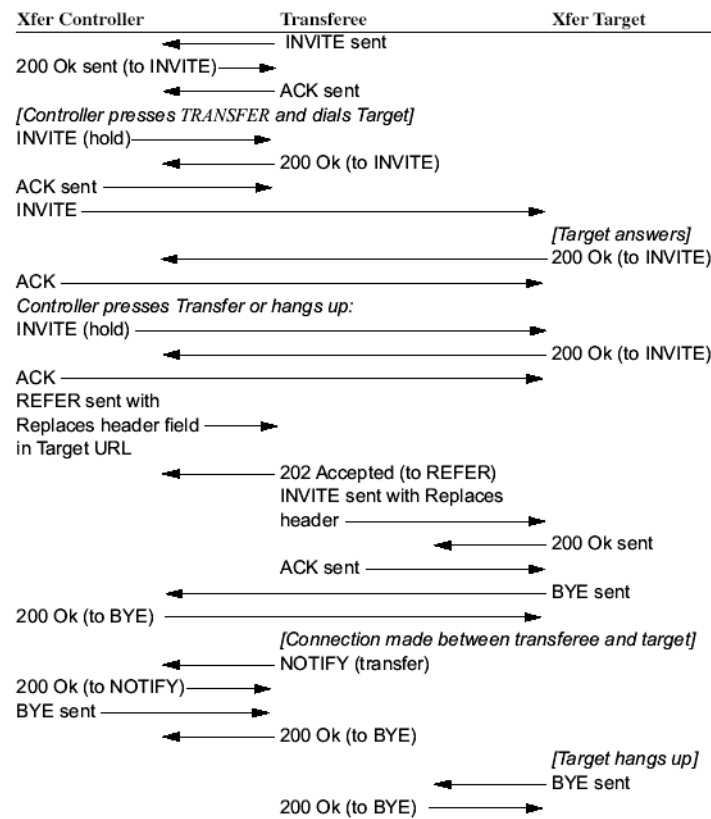 Xfer Controller Transferee Xfer Target
INVITE sent
200 Ok sent (to INVITE)
ACK sent
[Controller presses TRANSFER and dials Target]
INVITE (hold)
200 Ok (to INVITE)
ACK sent
INVITE
[Target answers]
200 Ok (to INVITE)
ACK
Controller presses Transfer or hangs up:
INVITE (hold)
200 Ok (to INVITE)
ACK
REFER sent with
Replaces header field
in Target URL
202 Accepted (to REFER)
INVITE sent with Replaces
header
200 Ok sent
ACK sent
BYE sent
200 Ok (to BYE)
[Connection made between transferee and target]
NOTIFY (transfer)
200 Ok (to NOTIFY)
BYE sent
200 Ok (to BYE)
[Target hangs up]
BYE sent
200 Ok (to BYE)